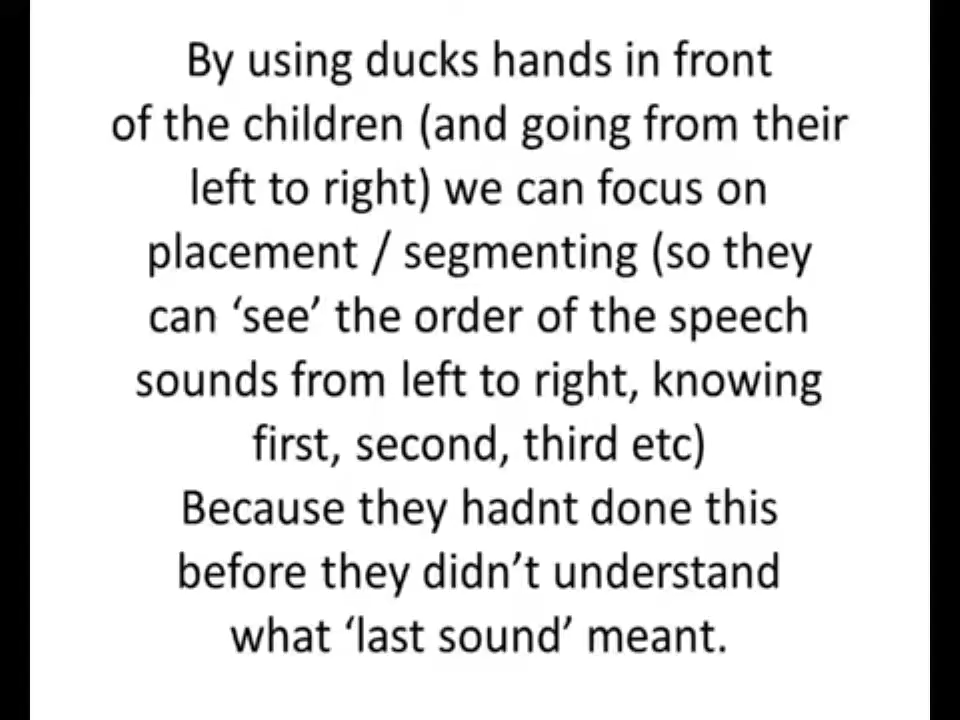 By using ducks hands in front
of the children (and going from their
left to right) we can focus on
placement / segmenting (so they
can ‘see’ the order of the speech
sounds from left to right, knowing
first, second, third etc)
Because they hadnt done this
before they didn’t understand
what ‘last sound’ meant.